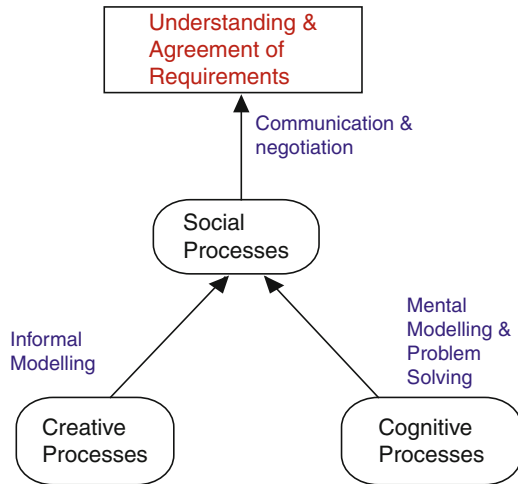 Understanding &
Agreement of
Requirements
Communication &
negotiation
Social
Processes
Informal
Modelling
Mental
Modelling &
Problem
Solving
Creative
Processes
Cognitive
Processes